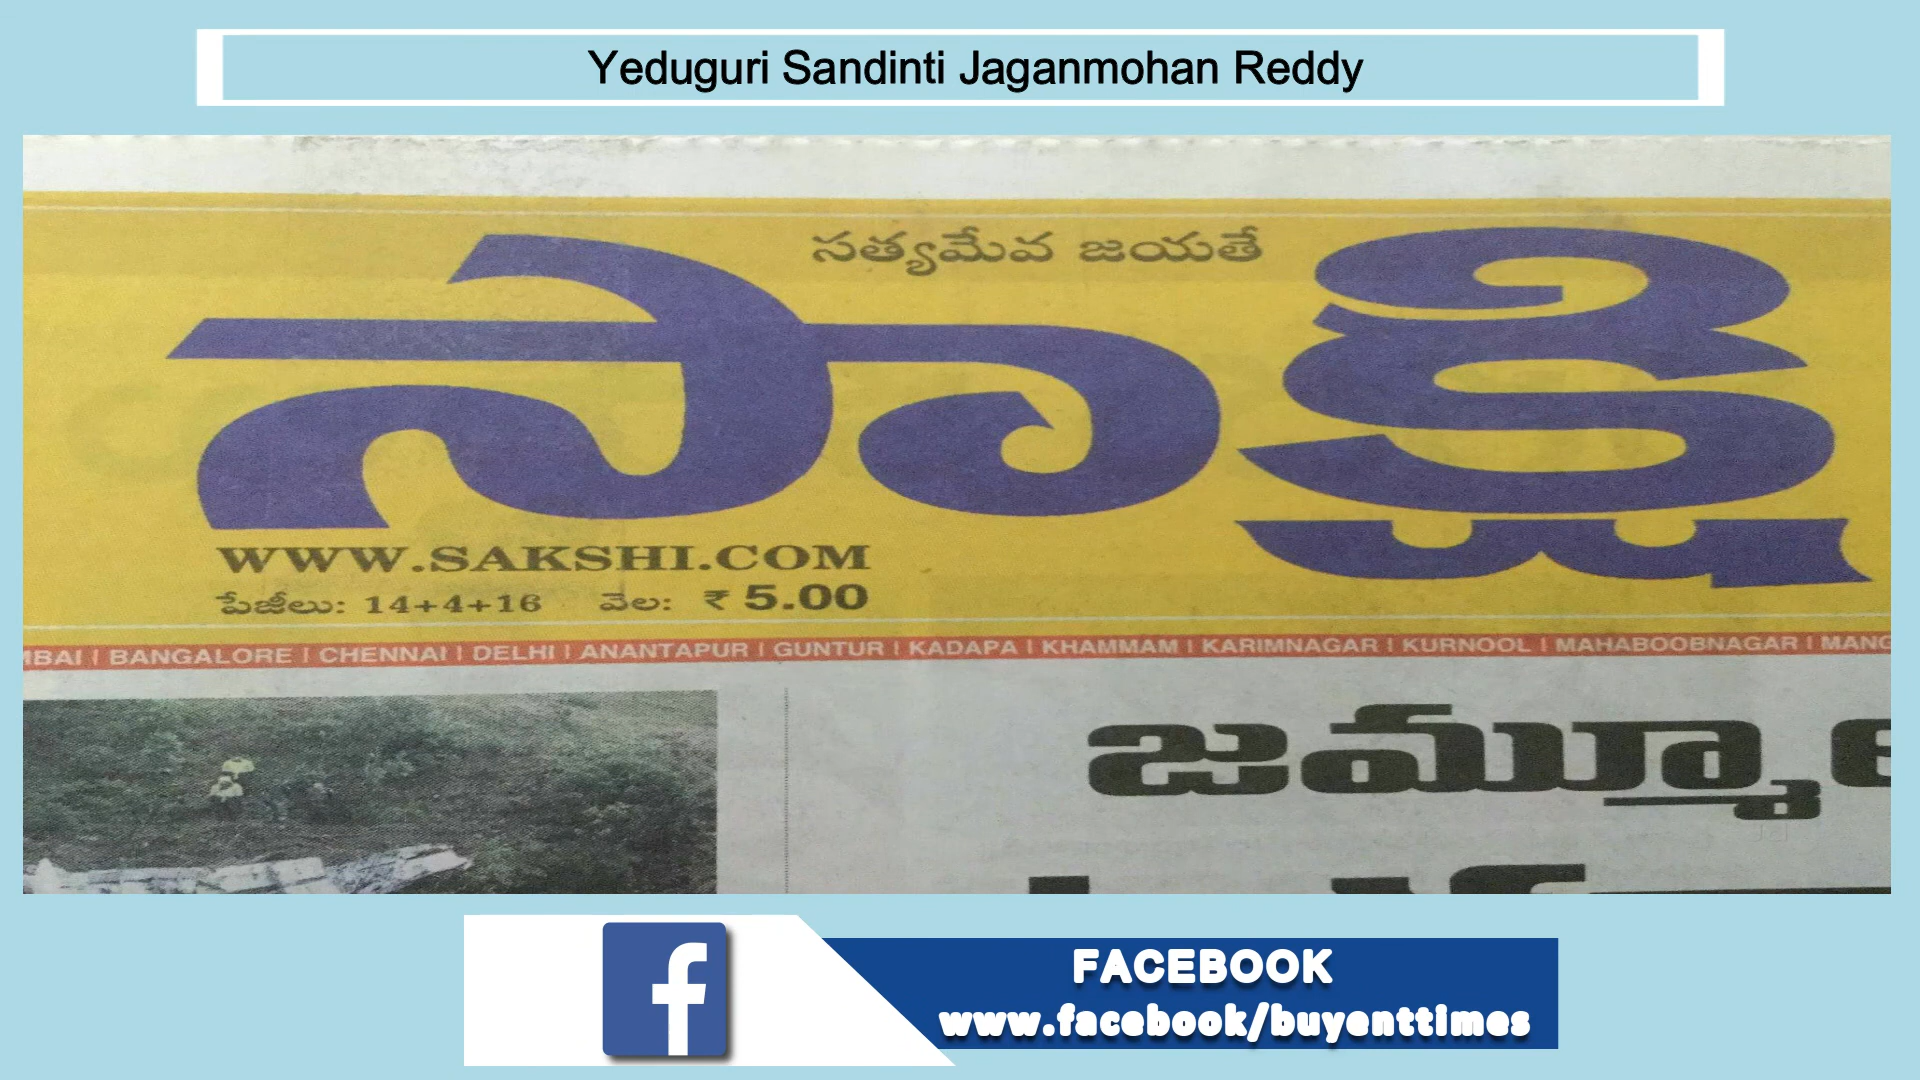 Yeduguri Sandinti Jaganmohan Reddy
సత్యమేవ జయతే
సాక్షి
WWW.SAKSHI.COM
పేజీలు: 14+4+16 వెల: ₹ 5.00
BANGALORE | CHENNAI | DELHI | ANANTAPUR | GUNTUR | KADAPA | KHAMMAM | KARIMNAGAR | KURNOOL | MAHABOOBNAGAR |
జమ్మూ
FACEBOOK
www.facebook/buyenttimes